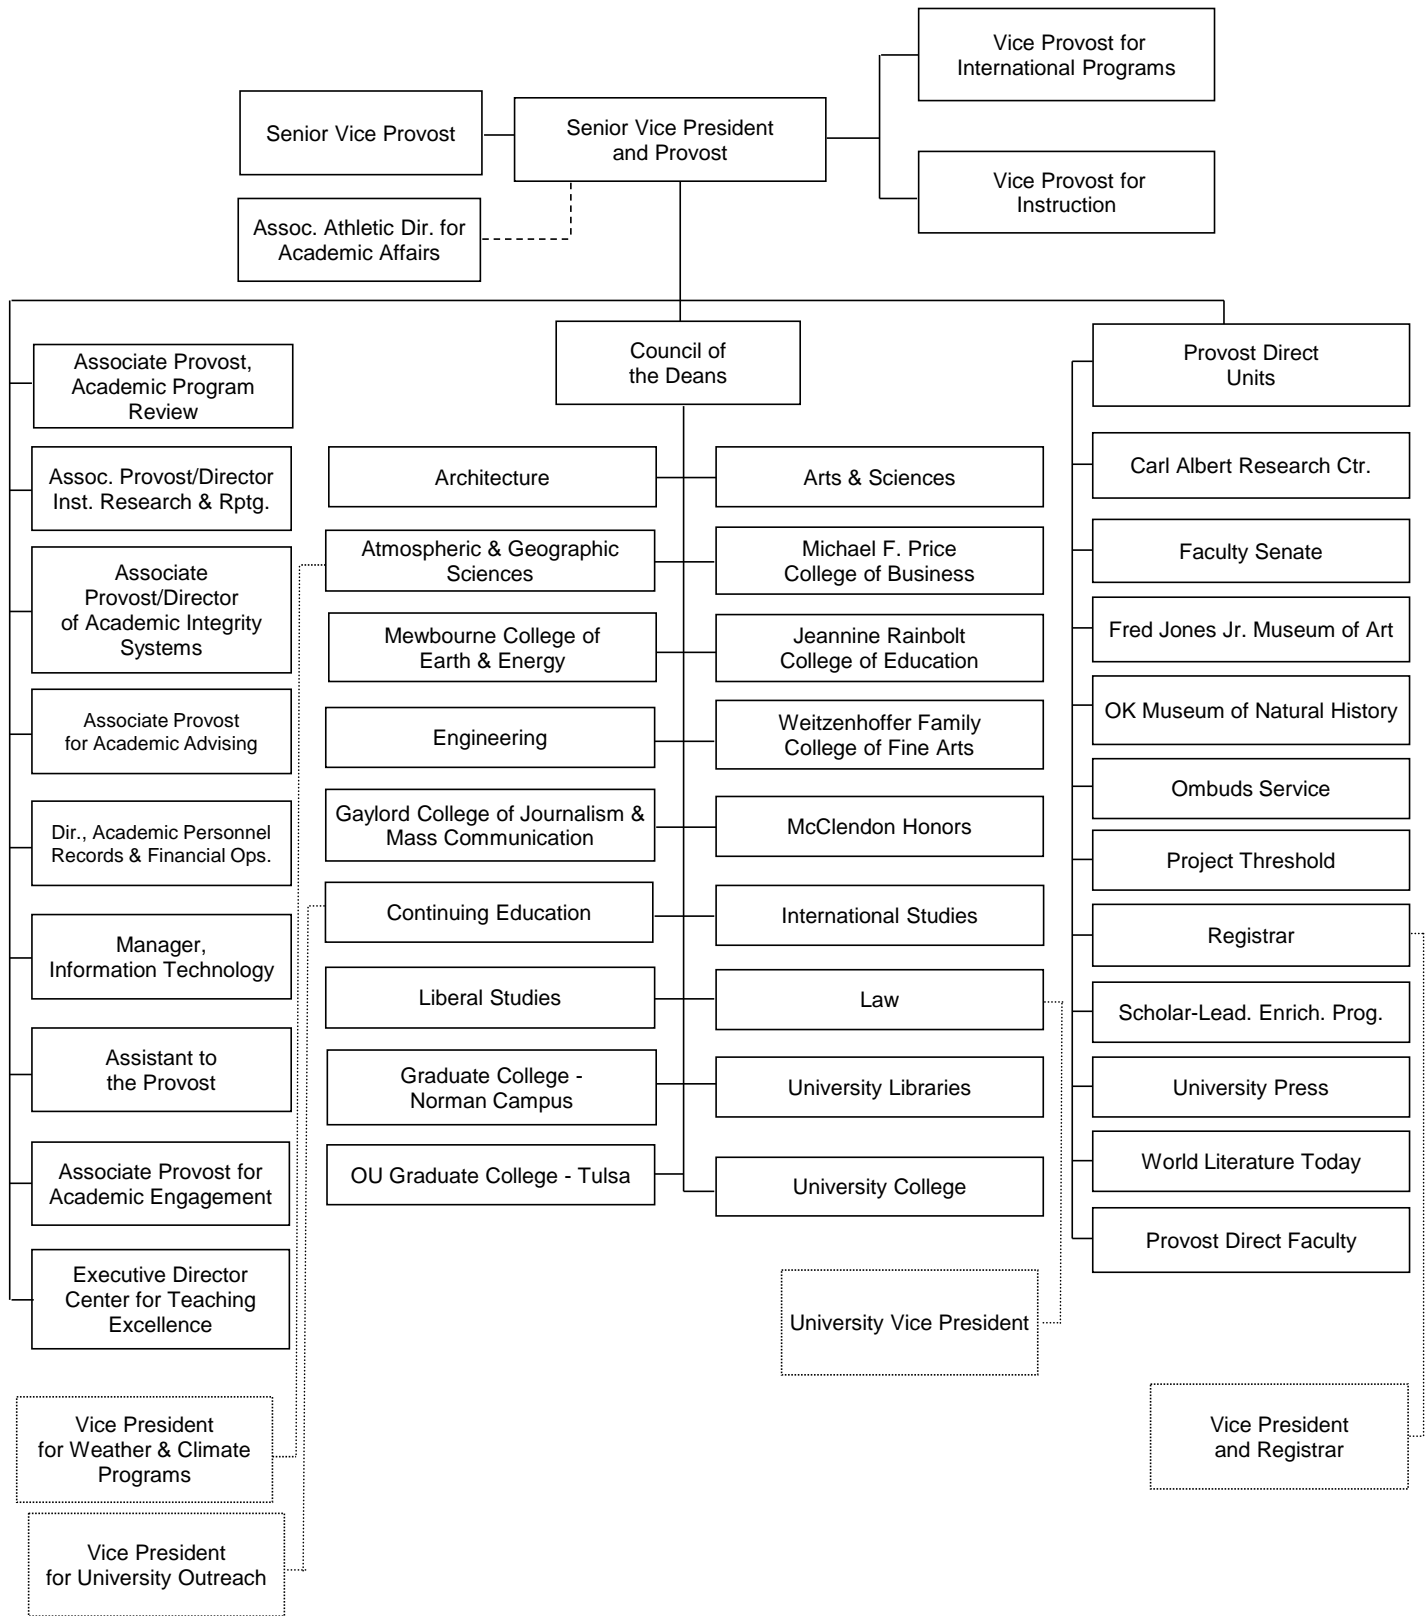 Vice Provost for
International Programs
Senior Vice Provost
Senior Vice President
and Provost
Vice Provost for
Instruction
Assoc. Athletic Dir. for
Academic Affairs
Associate Provost,
Academic Program
Review
Assoc. Provost/Director
Inst. Research & Rptg.
Associate
Provost/Director
of Academic Integrity
Systems
Associate Provost
for Academic Advising
Dir., Academic Personnel
Records & Financial Ops.
Manager,
Information Technology
Assistant to
the Provost
Associate Provost for
Academic Engagement
Executive Director
Center for Teaching
Excellence
Vice President
for Weather & Climate
Programs
Vice President
for University Outreach
Council of
the Deans
Architecture
Arts & Sciences
Atmospheric & Geographic
Sciences
Michael F. Price
College of Business
Mewbourne College of
Earth & Energy
Jeannine Rainbolt
College of Education
Engineering
Weitzenhoffer Family
College of Fine Arts
Gaylord College of Journalism &
Mass Communication
McClendon Honors
Continuing Education
International Studies
Liberal Studies
Law
Graduate College -
Norman Campus
University Libraries
OU Graduate College - Tulsa
University College
University Vice President
Provost Direct
Units
Carl Albert Research Ctr.
Faculty Senate
Fred Jones Jr. Museum of Art
OK Museum of Natural History
Ombuds Service
Project Threshold
Registrar
Scholar-Lead. Enrich. Prog.
University Press
World Literature Today
Provost Direct Faculty
Vice President
and Registrar